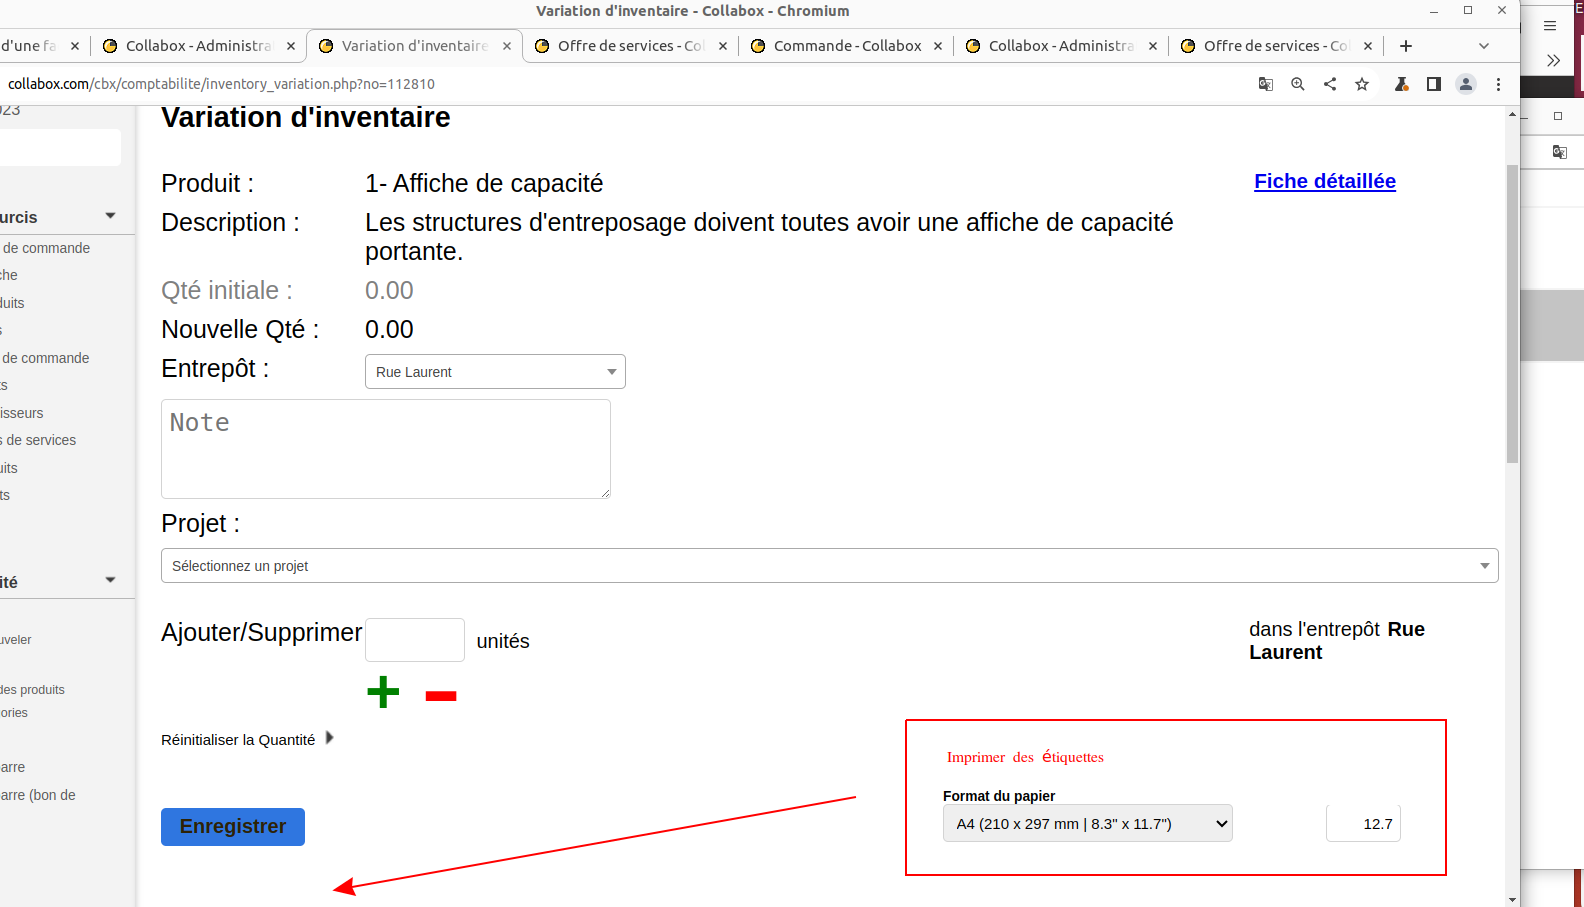 Variation d'inventaire - Collabox - Chromium
d'une fa
Collabox - Administra
Variation d'inventaire
Offre de services - Col
Commande - Collabox
Collabox - Administra
Offre de services - Col
collabox.com/cbx/comptabilite/inventory_variation.php?no=112810
023
urcis
de commande
che
duits
s
de commande
ts
isseurs
s de services
uits
ts
ité
uveler
des produits
ories
arre
arre (bon de
Variation d'inventaire
Produit :
1- Affiche de capacité
Fiche détaillée
Description :
Les structures d'entreposage doivent toutes avoir une affiche de capacité
portante.
Qté initiale :
0.00
Nouvelle Qté :
0.00
Entrepôt :
Rue Laurent
Note
Projet :
Sélectionnez un projet
Ajouter/Supprimer
unités
dans l'entrepôt Rue
Laurent
Réinitialiser la Quantité
Imprimer des étiquettes
Format du papier
A4 (210 x 297 mm | 8.3" x 11.7")
12.7
Enregistrer